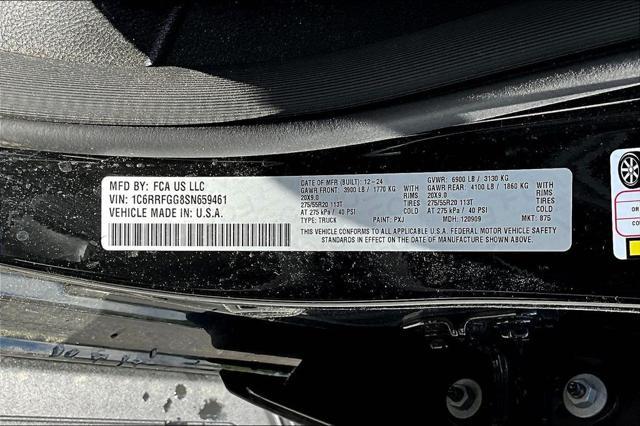 MFD BY: FCA US LLC
VIN: 1C6RRFGG8SN659461
VEHICLE MADE IN: U.S.A.
DATE OF MFR (BUILT): 12-24 GVWR: 6900 LB / 3130 KG
GAWR FRONT: 3900 LB / 1770 KG WITH GAWR REAR: 4100 LB / 1860 KG WITH
20X9.0 RIMS 20X9.0 RIMS
275/55R20 113T TIRES 275/55R20 113T TIRES
AT 275 kPa / 40 PSI AT 275 kPa / 40 PSI
TYPE: TRUCK PAINT: PXJ MDH: 120909 MKT: 875
THIS VEHICLE CONFORMS TO ALL APPLICABLE U.S.A. FEDERAL MOTOR VEHICLE SAFETY
STANDARDS IN EFFECT ON THE DATE OF MANUFACTURE SHOWN ABOVE.
OR